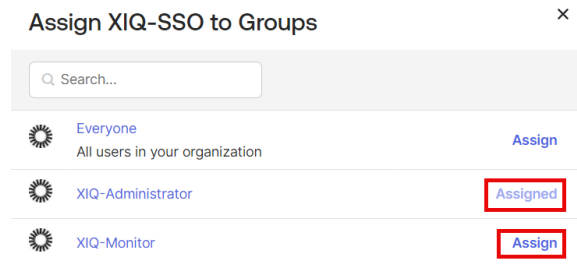 Assign XIQ-SSO to Groups
×
Search...
Everyone
All users in your organization
Assign
XIQ-Administrator
Assigned
XIQ-Monitor
Assign